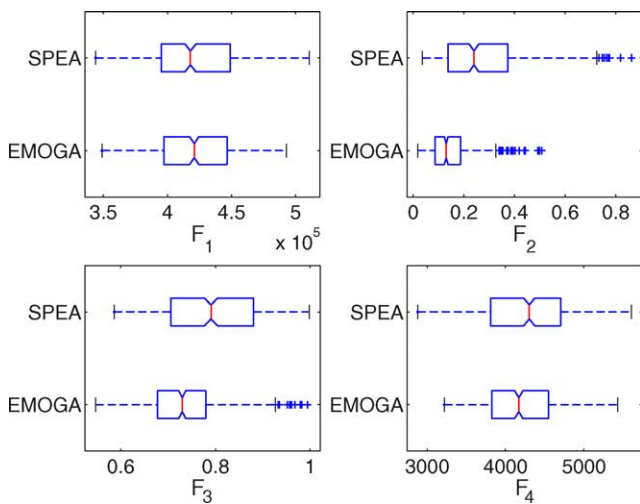 SPEA
EMOGA
3.5 4 4.5 5
F1 x 10^5
SPEA
EMOGA
0 0.2 0.4 0.6 0.8
F2
SPEA
EMOGA
0.6 0.8 1
F3
SPEA
EMOGA
3000 4000 5000
F4